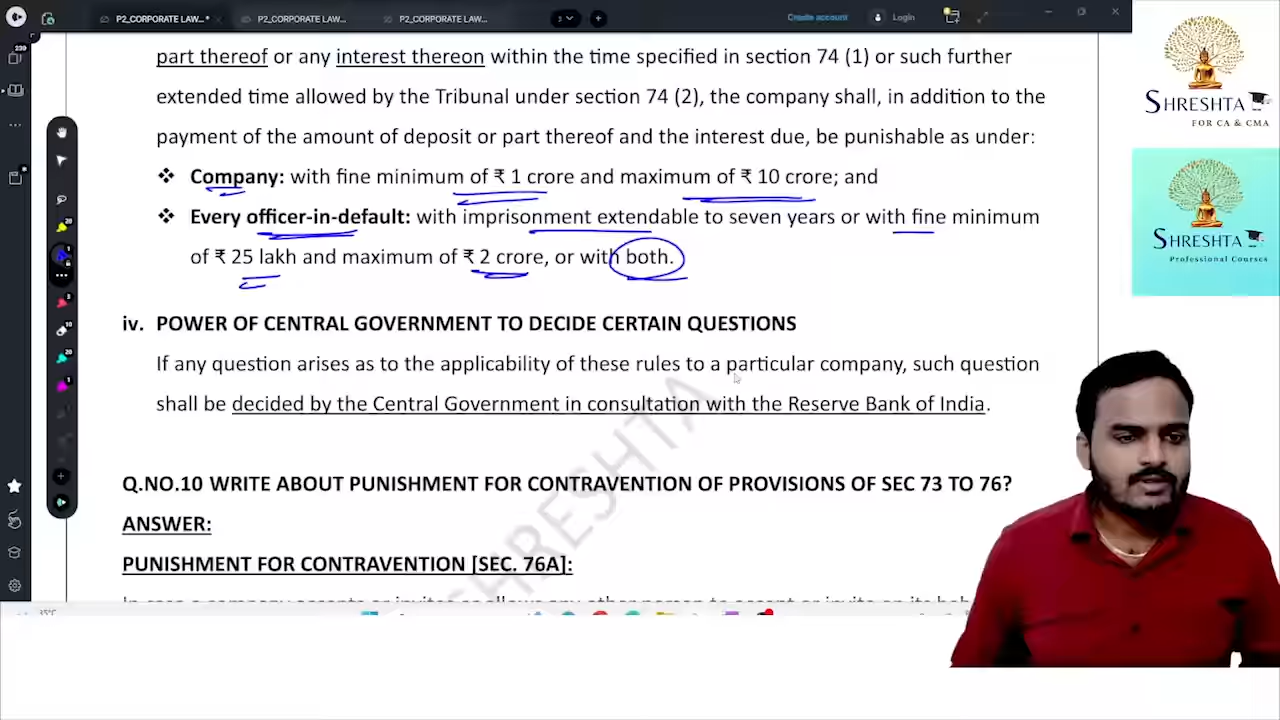 P2_CORPORATE LAW...*
P2_CORPORATE LAW...
P2_CORPORATE LAW...
3
Create account
Login
part thereof or any interest thereon within the time specified in section 74 (1) or such further
extended time allowed by the Tribunal under section 74 (2), the company shall, in addition to the
payment of the amount of deposit or part thereof and the interest due, be punishable as under:
❖ Company: with fine minimum of ₹ 1 crore and maximum of ₹ 10 crore; and
❖ Every officer-in-default: with imprisonment extendable to seven years or with fine minimum
of ₹ 25 lakh and maximum of ₹ 2 crore, or with both.
iv. POWER OF CENTRAL GOVERNMENT TO DECIDE CERTAIN QUESTIONS
If any question arises as to the applicability of these rules to a particular company, such question
shall be decided by the Central Government in consultation with the Reserve Bank of India.
Q.NO.10 WRITE ABOUT PUNISHMENT FOR CONTRAVENTION OF PROVISIONS OF SEC 73 TO 76?
ANSWER:
PUNISHMENT FOR CONTRAVENTION [SEC. 76A]:
SHRESHTA
SHRESHTA
FOR CA & CMA
SHRESHTA
Professional Courses